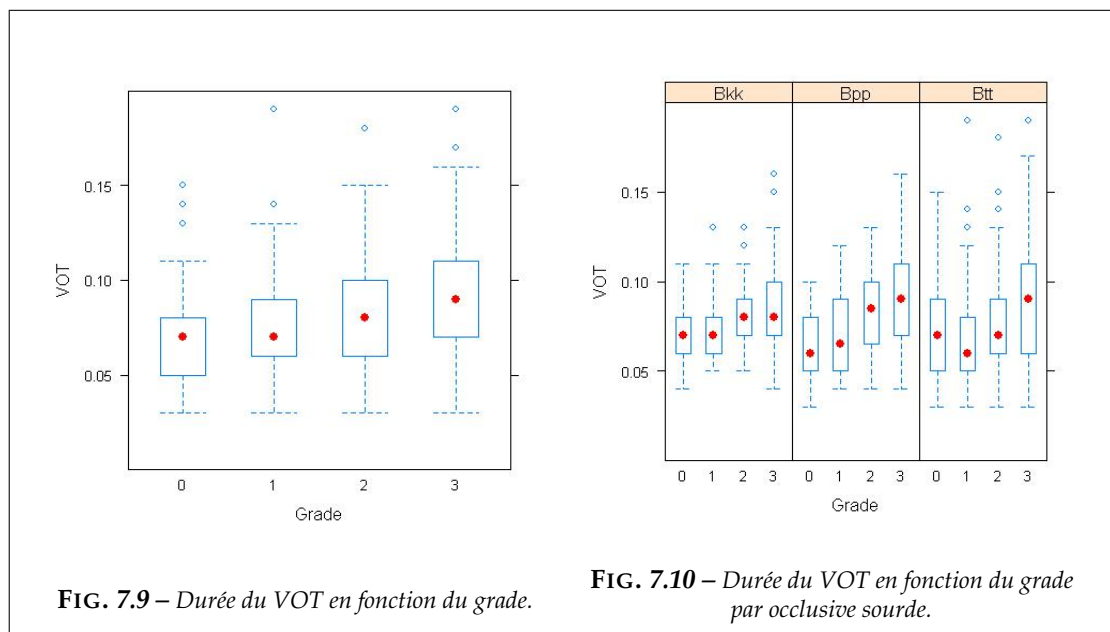 VOT
0.15
0.10
0.05
0 1 2 3
Grade
FIG. 7.9 – Durée du VOT en fonction du grade.
Bkk Bpp Btt
VOT
0.15
0.10
0.05
0 1 2 3 0 1 2 3 0 1 2 3
Grade
FIG. 7.10 – Durée du VOT en fonction du grade
par occlusive sourde.